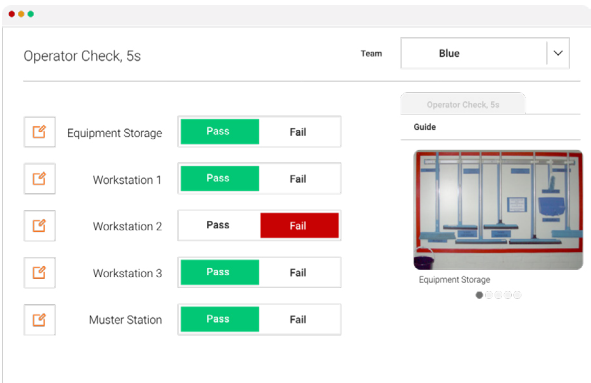 Operator Check, 5s
Team
Blue
Equipment Storage Pass Fail
Workstation 1 Pass Fail
Workstation 2 Pass Fail
Workstation 3 Pass Fail
Muster Station Pass Fail
Operator Check, 5s
Guide
Equipment Storage